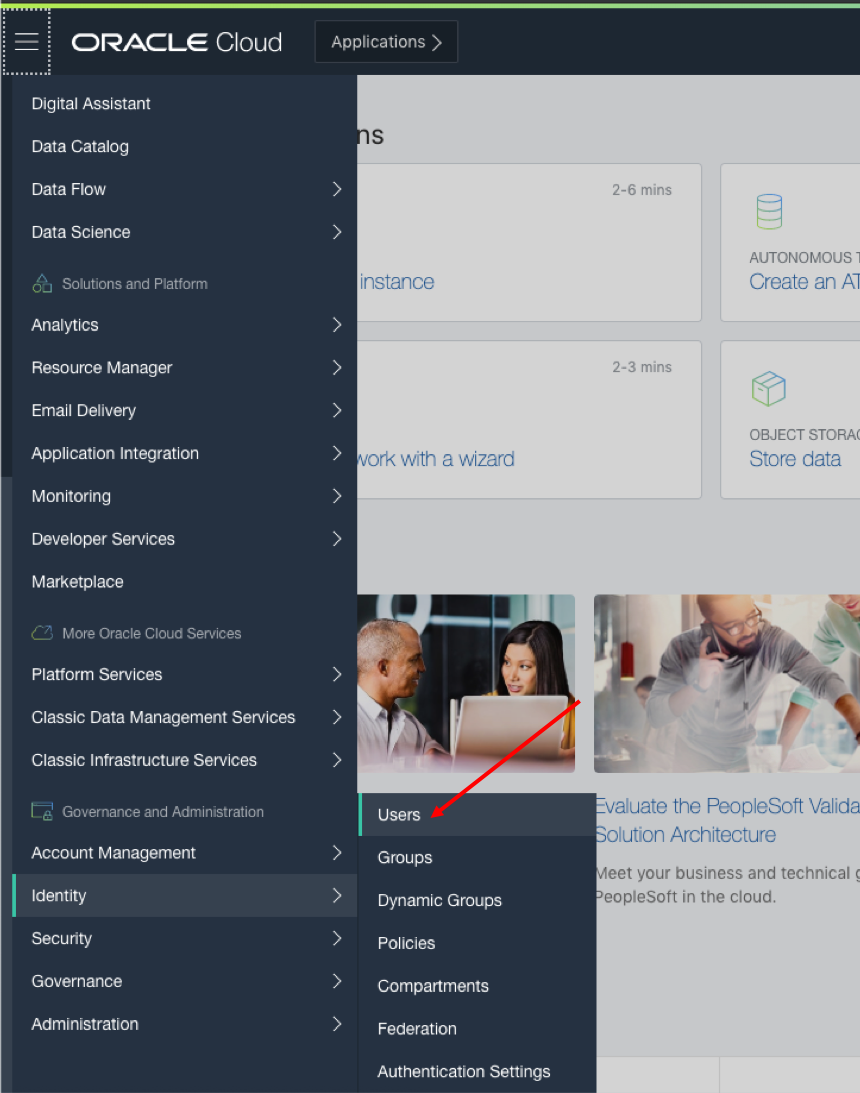 ORACLE Cloud
Applications
Digital Assistant
Data Catalog
Data Flow
Data Science
Solutions and Platform
Analytics
Resource Manager
Email Delivery
Application Integration
Monitoring
Developer Services
Marketplace
More Oracle Cloud Services
Platform Services
Classic Data Management Services
Classic Infrastructure Services
Governance and Administration
Account Management
Identity
Security
Governance
Administration
Users
Groups
Dynamic Groups
Policies
Compartments
Federation
Authentication Settings
ns
2-6 mins
instance
AUTONOMOUS T
Create an AT
2-3 mins
work with a wizard
OBJECT STORAG
Store data
Evaluate the PeopleSoft Valida
Solution Architecture
Meet your business and technical g
PeopleSoft in the cloud.